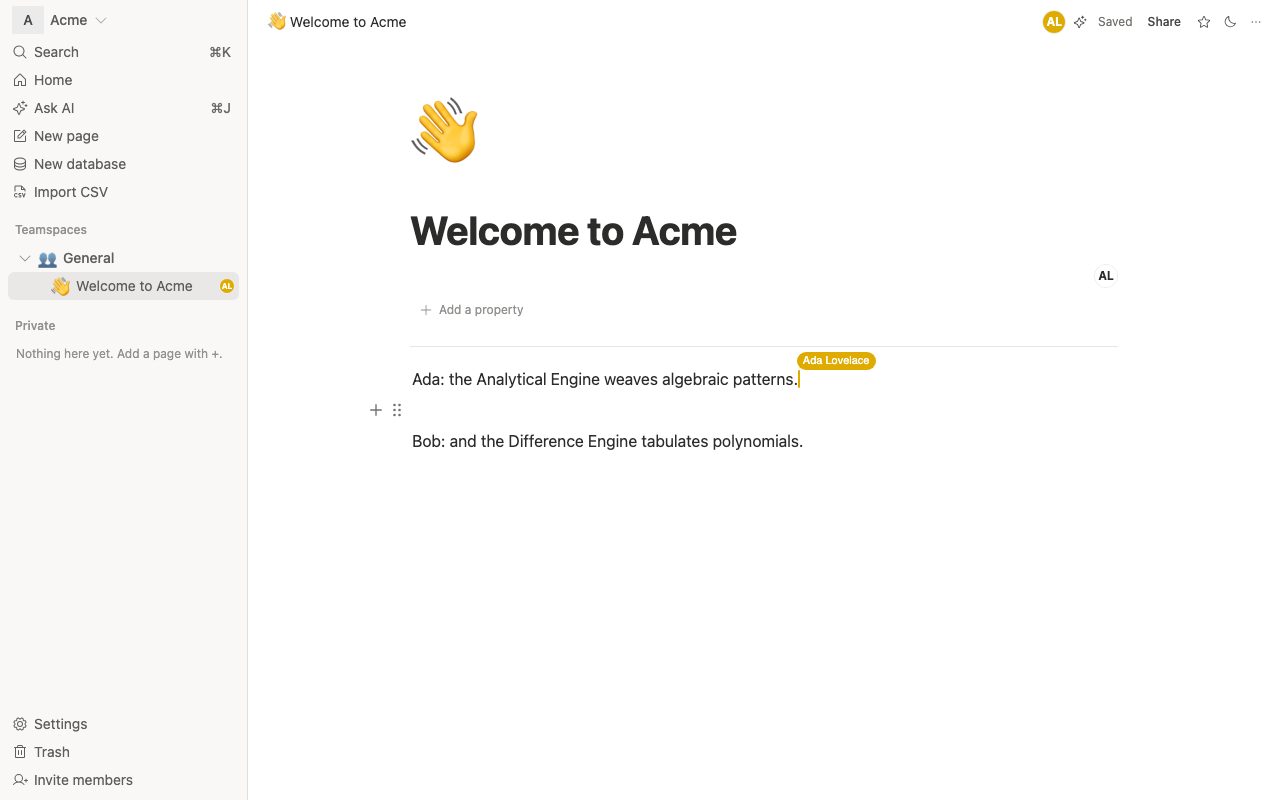 A Acme
Search ⌘K
Home
Ask AI ⌘J
New page
New database
Import CSV
Teamspaces
General
Welcome to Acme AL
Private
Nothing here yet. Add a page with +.
Settings
Trash
Invite members
Welcome to Acme
AL Saved Share
Welcome to Acme
AL
Add a property
Ada Lovelace
Ada: the Analytical Engine weaves algebraic patterns.
Bob: and the Difference Engine tabulates polynomials.